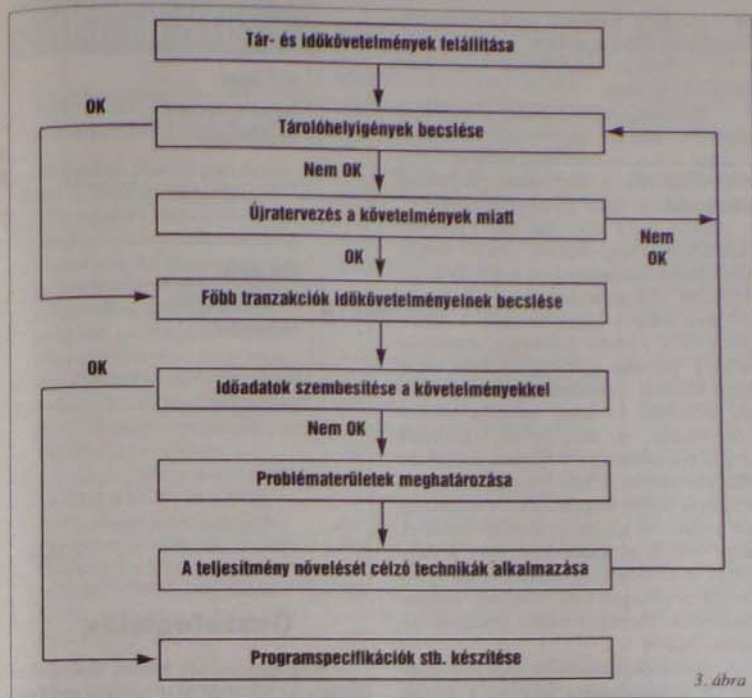 Tár- és időkövetelmények felállítása
OK
Tárolóhelyigények becslése
Nem OK
Újratervezés a követelmények miatt
Nem
OK
OK
Főbb tranzakciók időkövetelményeinek becslése
OK
Időadatok szembesítése a követelményekkel
Nem OK
Problématerületek meghatározása
A teljesítmény növelését célzó technikák alkalmazása
Programspecifikációk stb. készítése
3. ábra